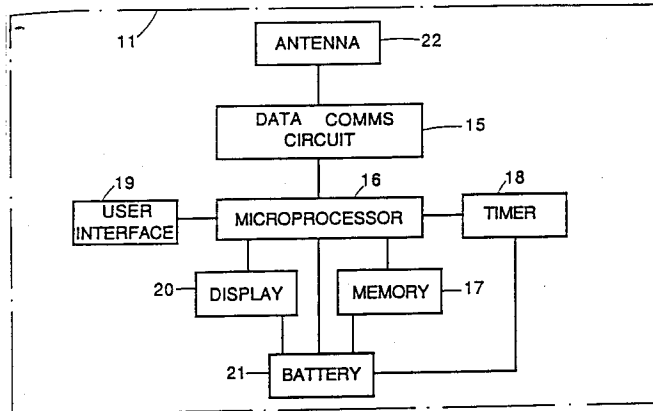 11
ANTENNA
22
DATA COMMS
CIRCUIT
15
19
16
18
USER
INTERFACE
MICROPROCESSOR
TIMER
20
DISPLAY
MEMORY
17
21
BATTERY